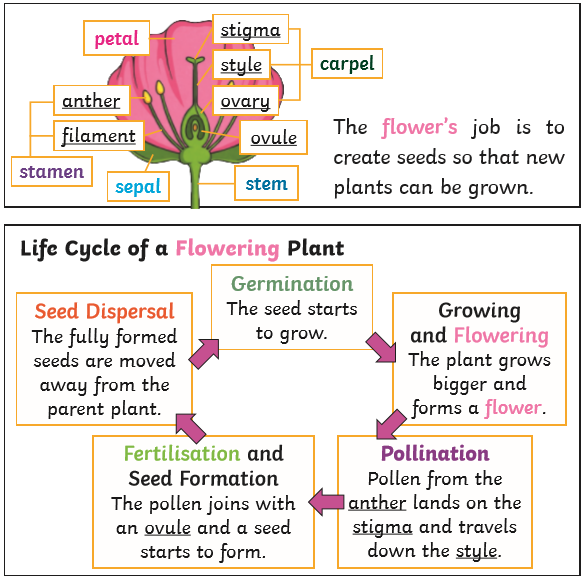 petal
stigma
style
carpel
anther
ovary
filament
ovule
stamen
sepal
stem
The flower's job is to
create seeds so that new
plants can be grown.
Life Cycle of a Flowering Plant
Germination
The seed starts
to grow.
Seed Dispersal
The fully formed
seeds are moved
away from the
parent plant.
Growing
and Flowering
The plant grows
bigger and
forms a flower.
Fertilisation and
Seed Formation
The pollen joins with
an ovule and a seed
starts to form.
Pollination
Pollen from the
anther lands on the
stigma and travels
down the style.